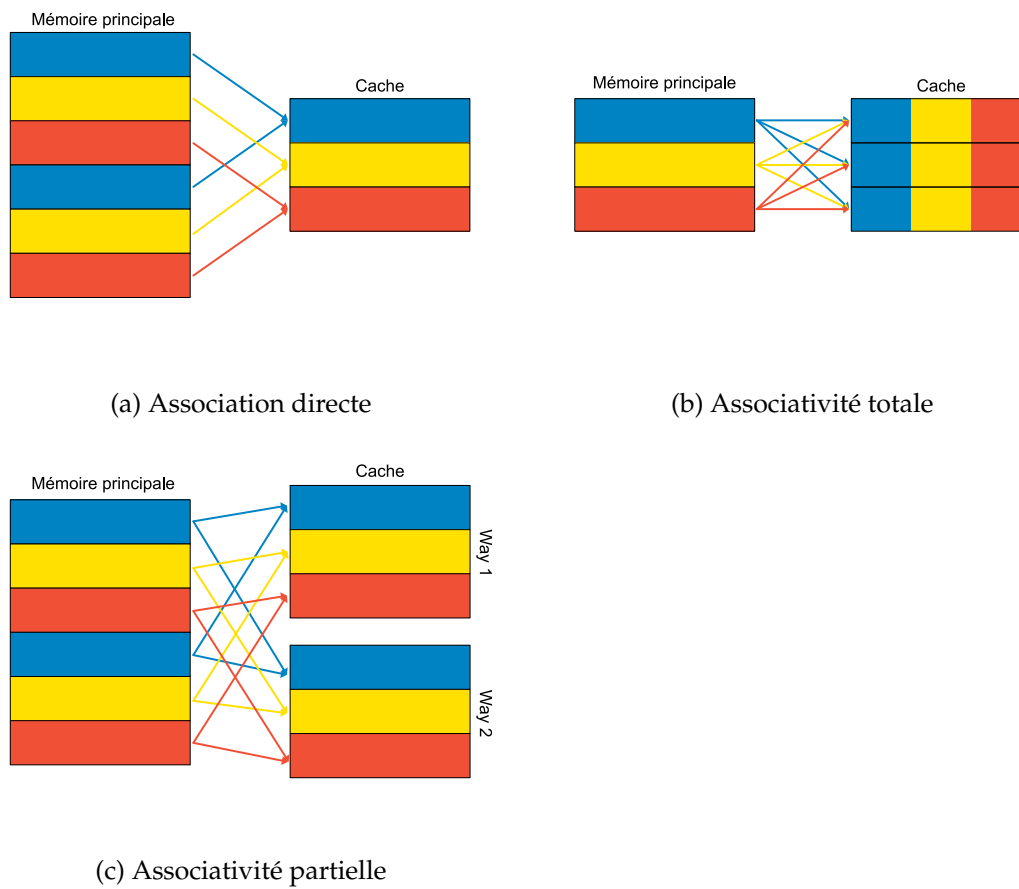 Mémoire principale
Cache
(a) Association directe
Mémoire principale
Cache
(b) Associativité totale
Mémoire principale
Cache
Way 1
Way 2
(c) Associativité partielle